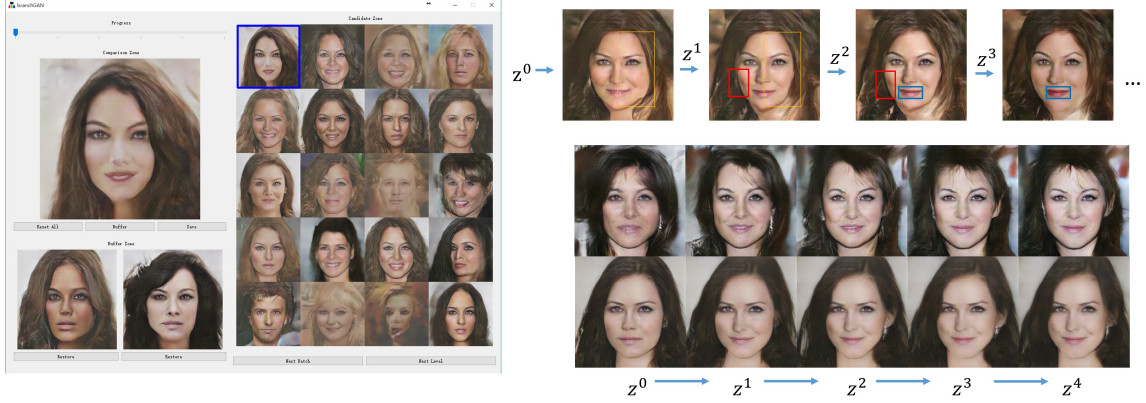 branchGAN
Progress
Candidate Zone
Comparison Zone
Reset All
Buffer
Save
Buffer Zone
Restore
Restore
Next Batch
Next Level
z⁰
z¹
z²
z³
...
z⁰
z¹
z²
z³
z⁴